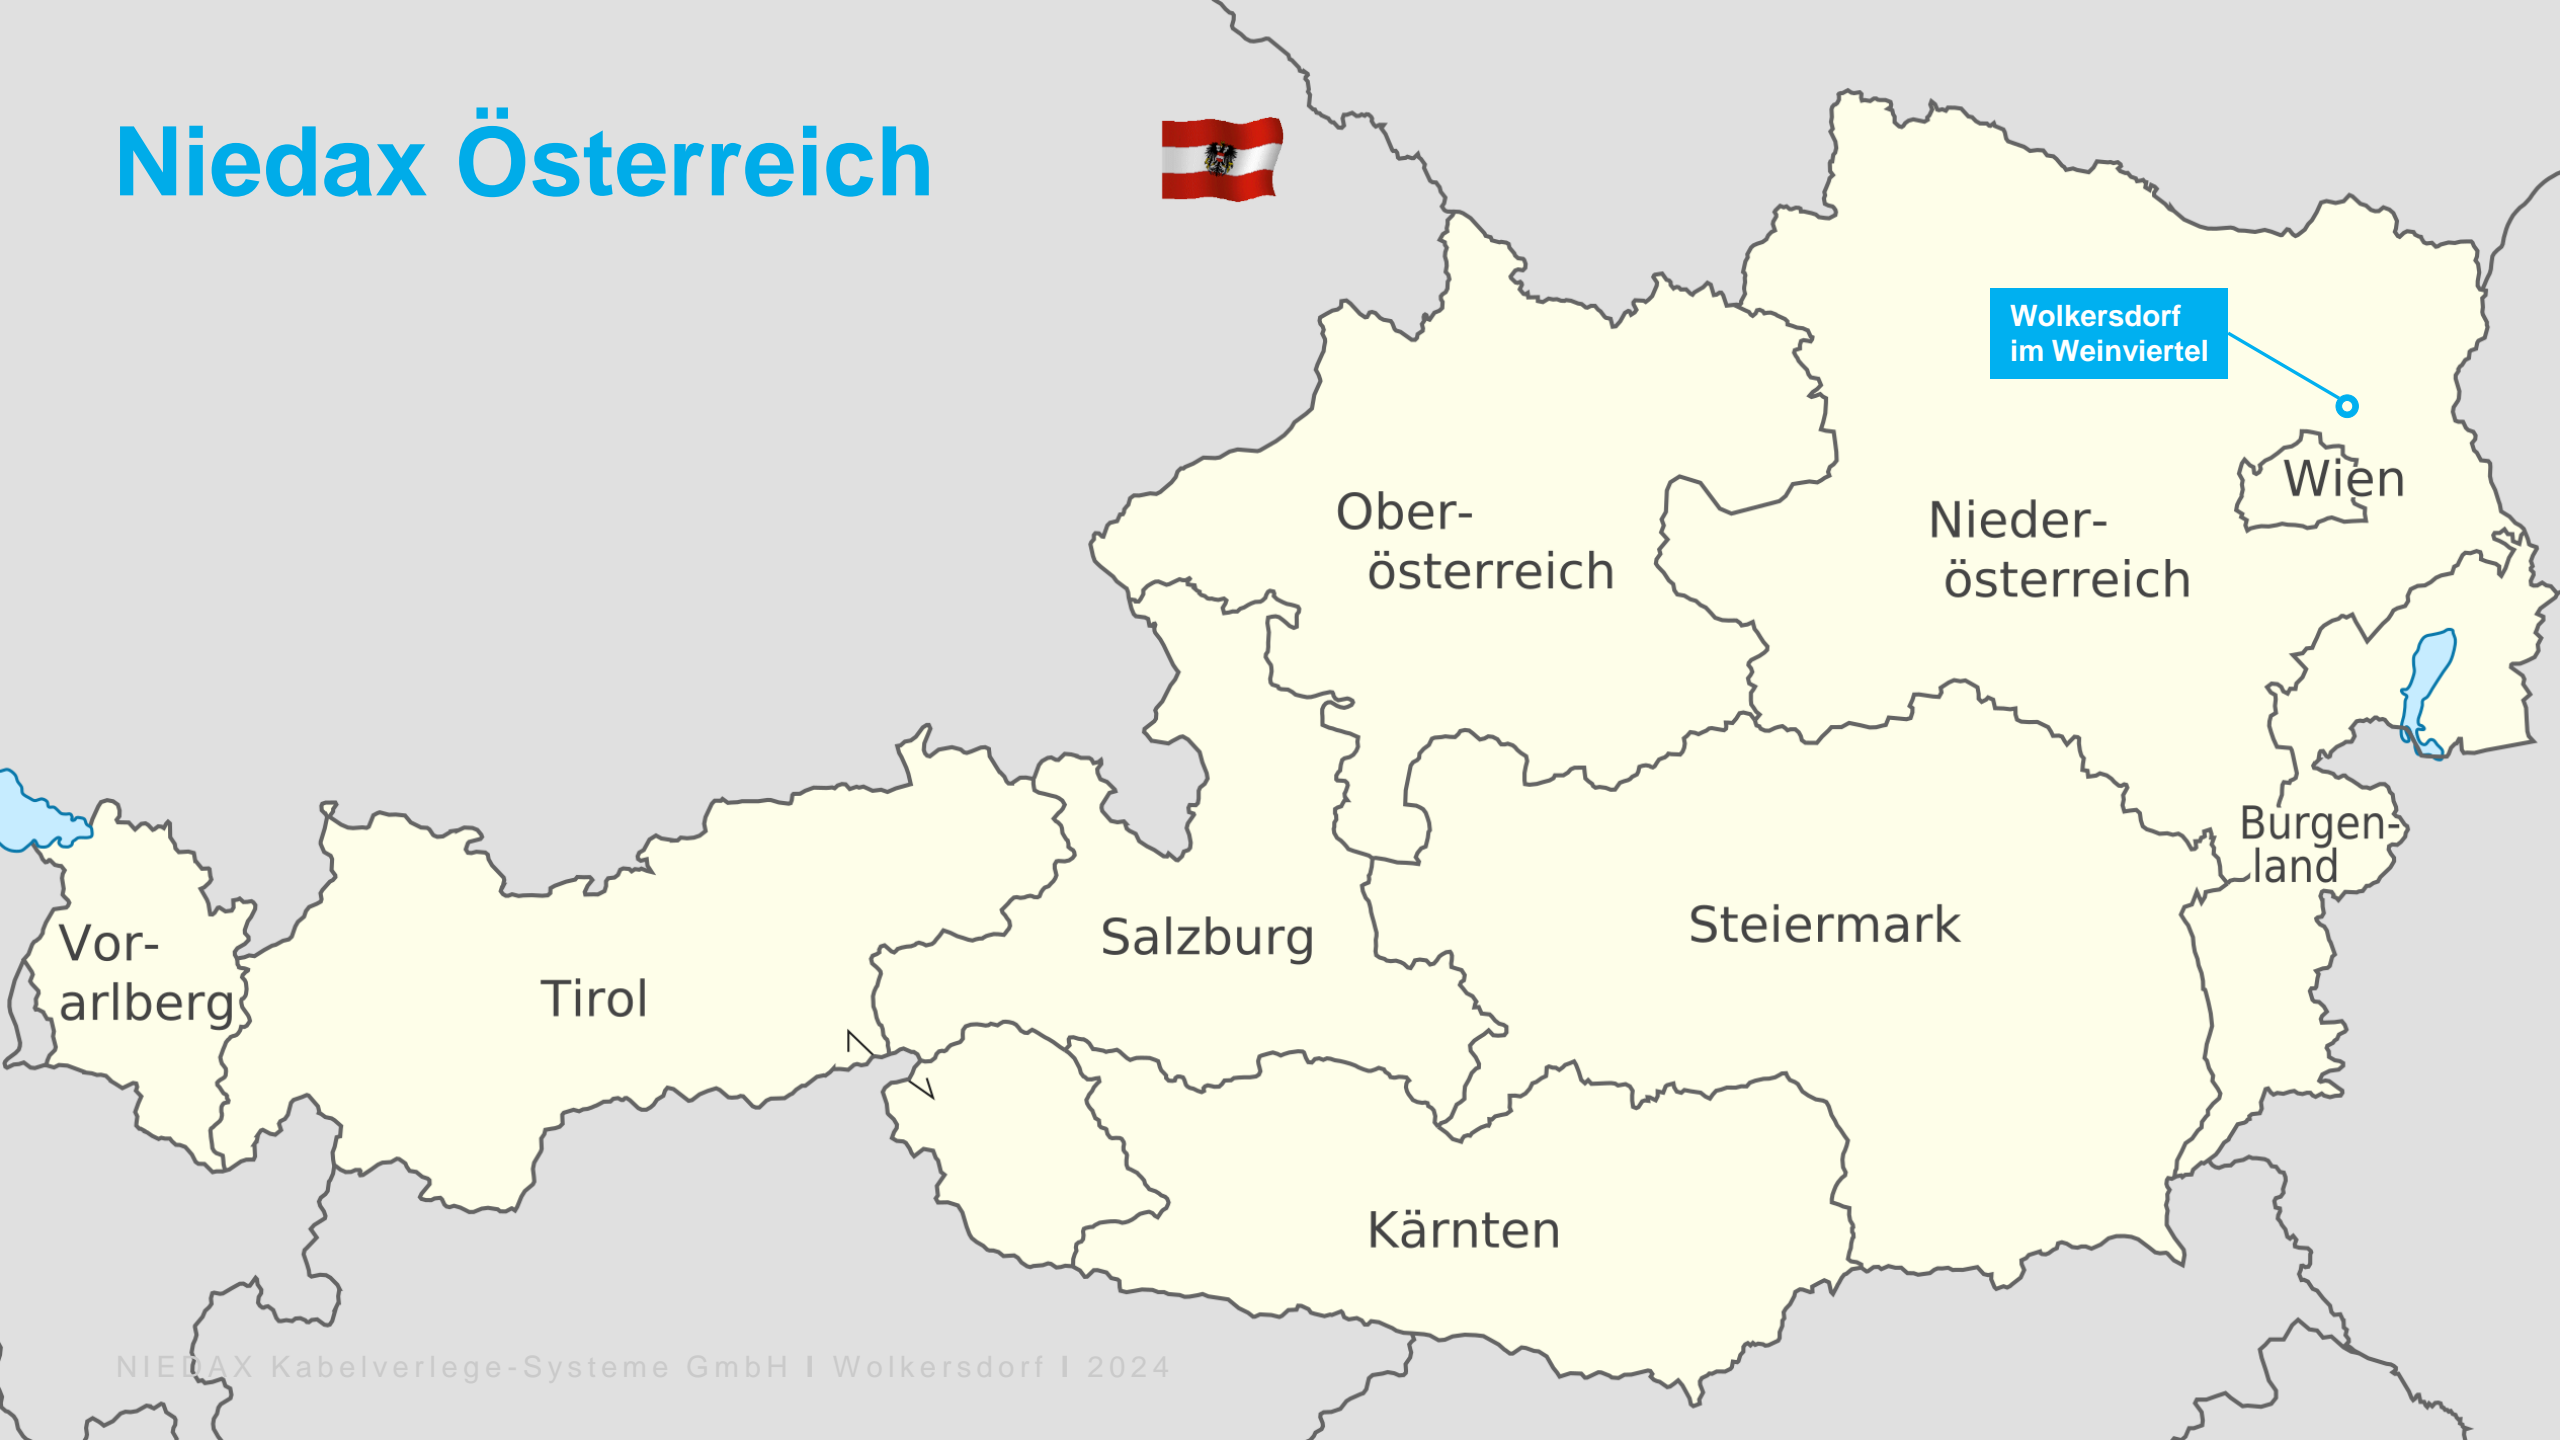 Niedax Österreich
Wolkersdorf
im Weinviertel
Wien
Ober-
österreich
Nieder-
österreich
Burgen-
land
Vor-
arlberg
Tirol
Salzburg
Steiermark
Kärnten
NIEDAX Kabelverlege-Systeme GmbH I Wolkersdorf I 2024